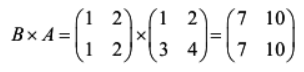 B × A = (1 2
1 2) × (1 2
3 4) = (7 10
7 10)